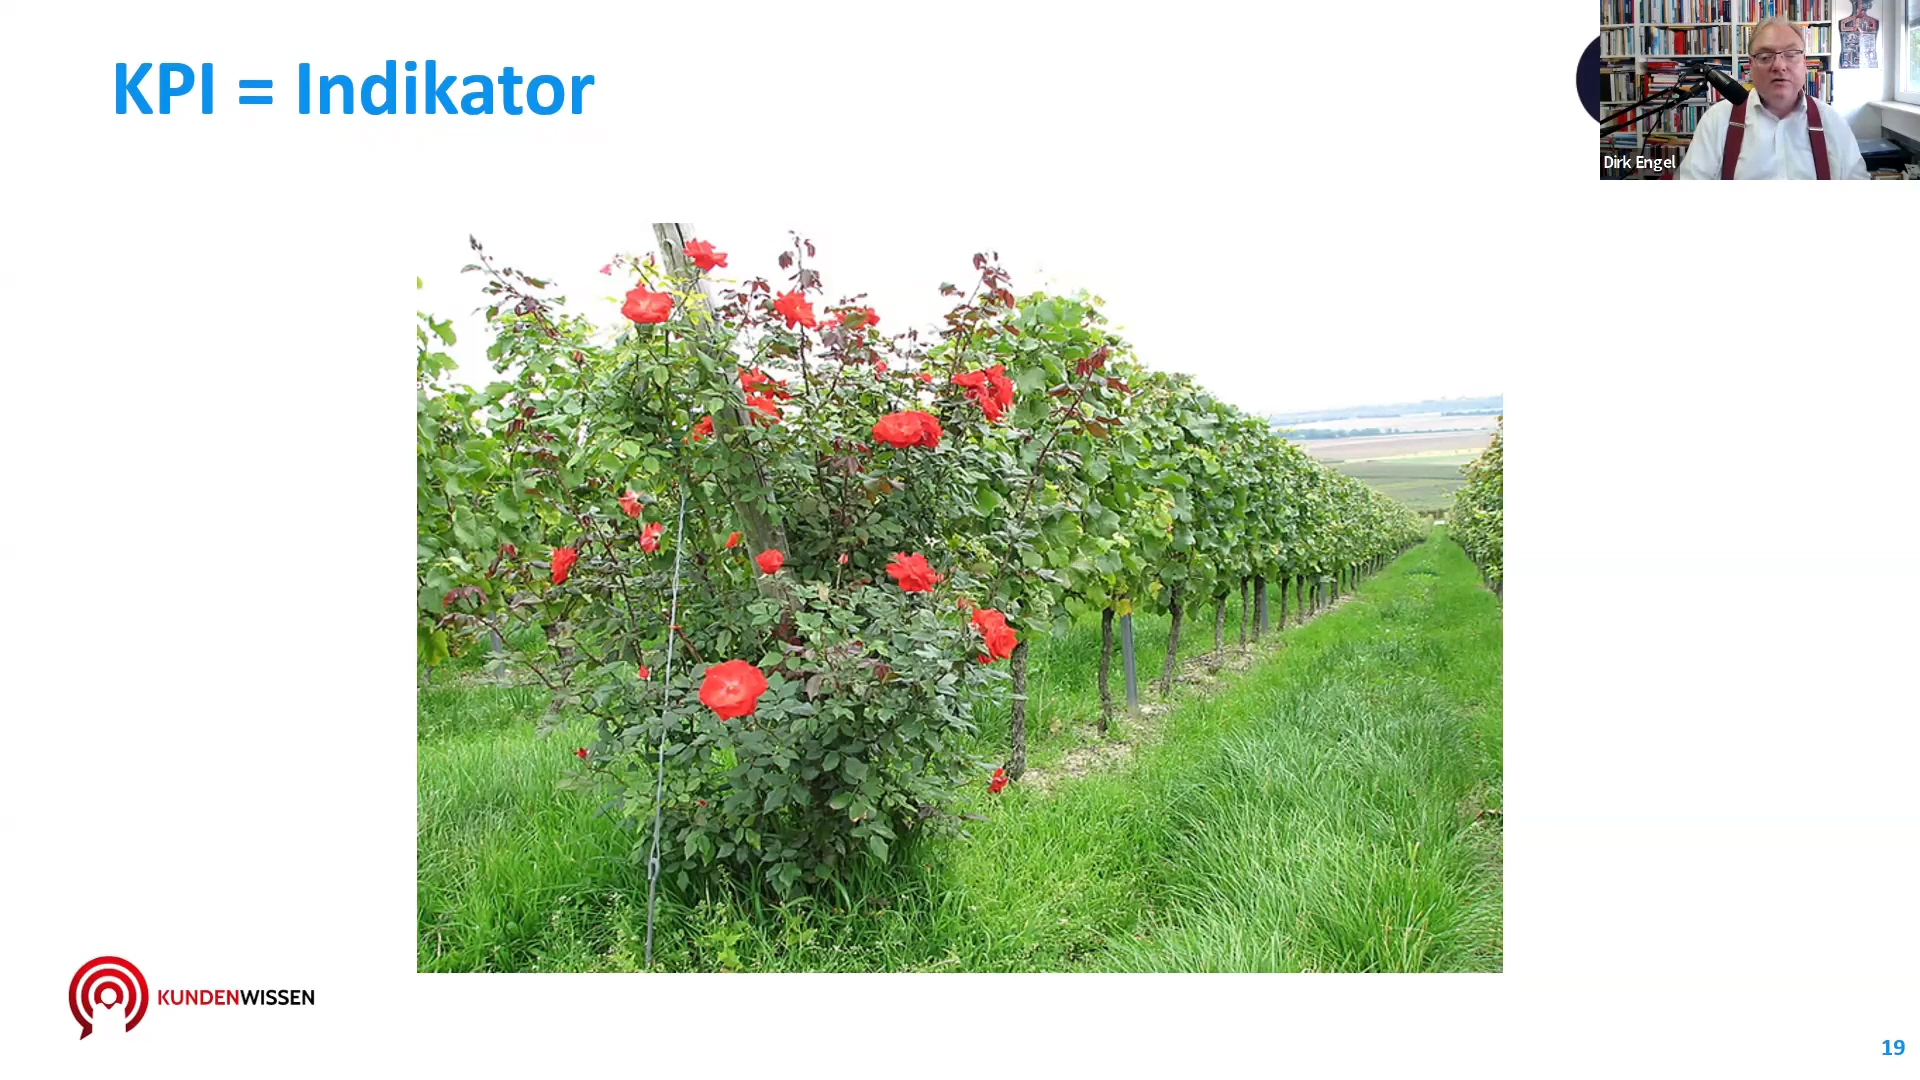 KPI = Indikator
Dirk Engel
KUNDENWISSEN
19